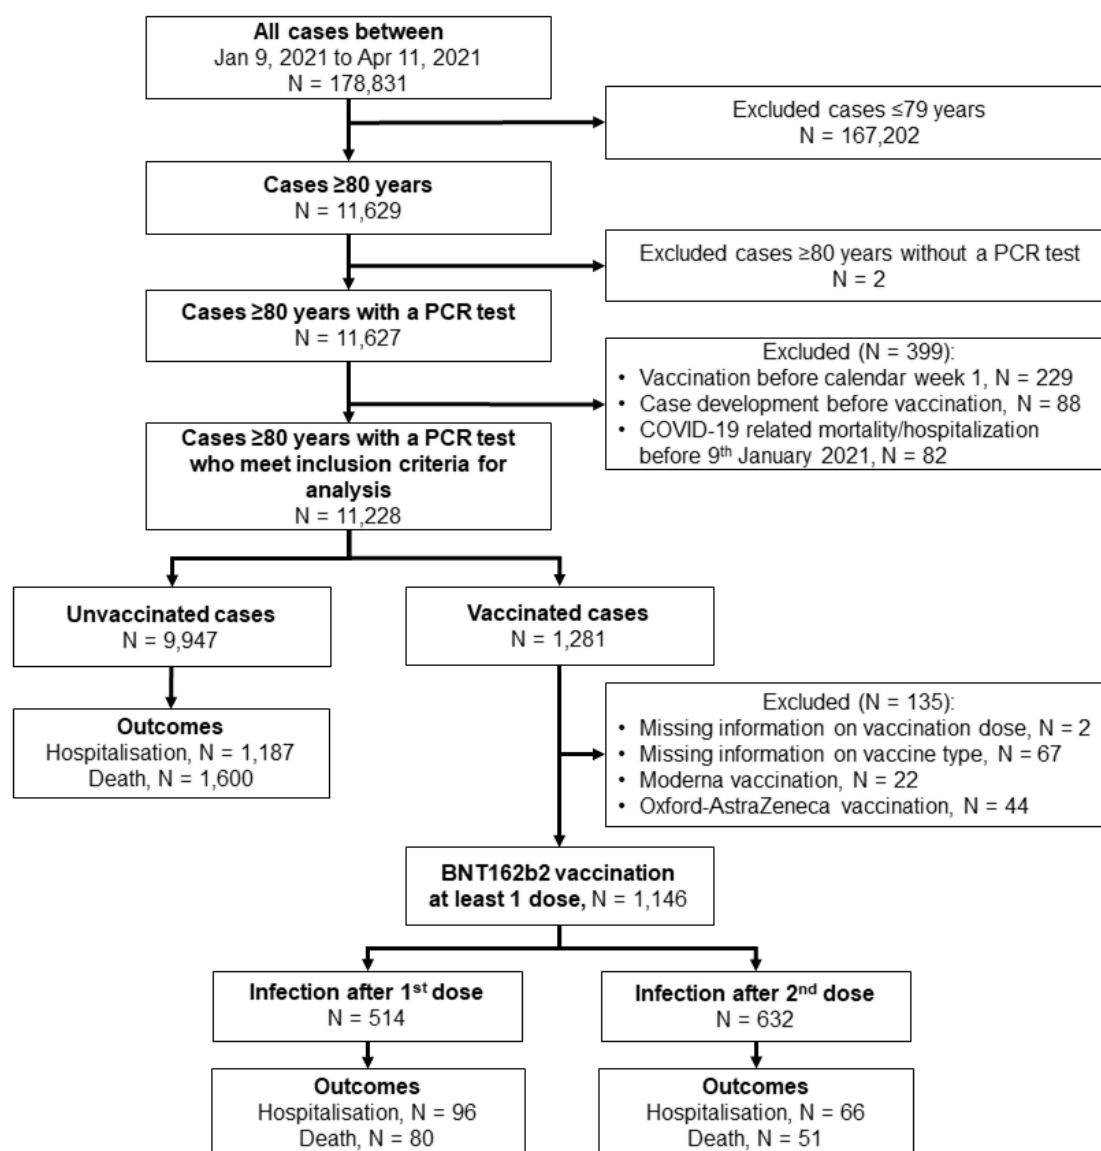 All cases between
Jan 9, 2021 to Apr 11, 2021
N = 178,831
Excluded cases ≤79 years
N = 167,202
Cases ≥80 years
N = 11,629
Excluded cases ≥80 years without a PCR test
N = 2
Cases ≥80 years with a PCR test
N = 11,627
Excluded (N = 399):
• Vaccination before calendar week 1, N = 229
• Case development before vaccination, N = 88
• COVID-19 related mortality/hospitalization
before 9th January 2021, N = 82
Cases ≥80 years with a PCR test
who meet inclusion criteria for
analysis
N = 11,228
Unvaccinated cases
N = 9,947
Vaccinated cases
N = 1,281
Outcomes
Hospitalisation, N = 1,187
Death, N = 1,600
Excluded (N = 135):
• Missing information on vaccination dose, N = 2
• Missing information on vaccine type, N = 67
• Moderna vaccination, N = 22
• Oxford-AstraZeneca vaccination, N = 44
BNT162b2 vaccination
at least 1 dose, N = 1,146
Infection after 1st dose
N = 514
Infection after 2nd dose
N = 632
Outcomes
Hospitalisation, N = 96
Death, N = 80
Outcomes
Hospitalisation, N = 66
Death, N = 51